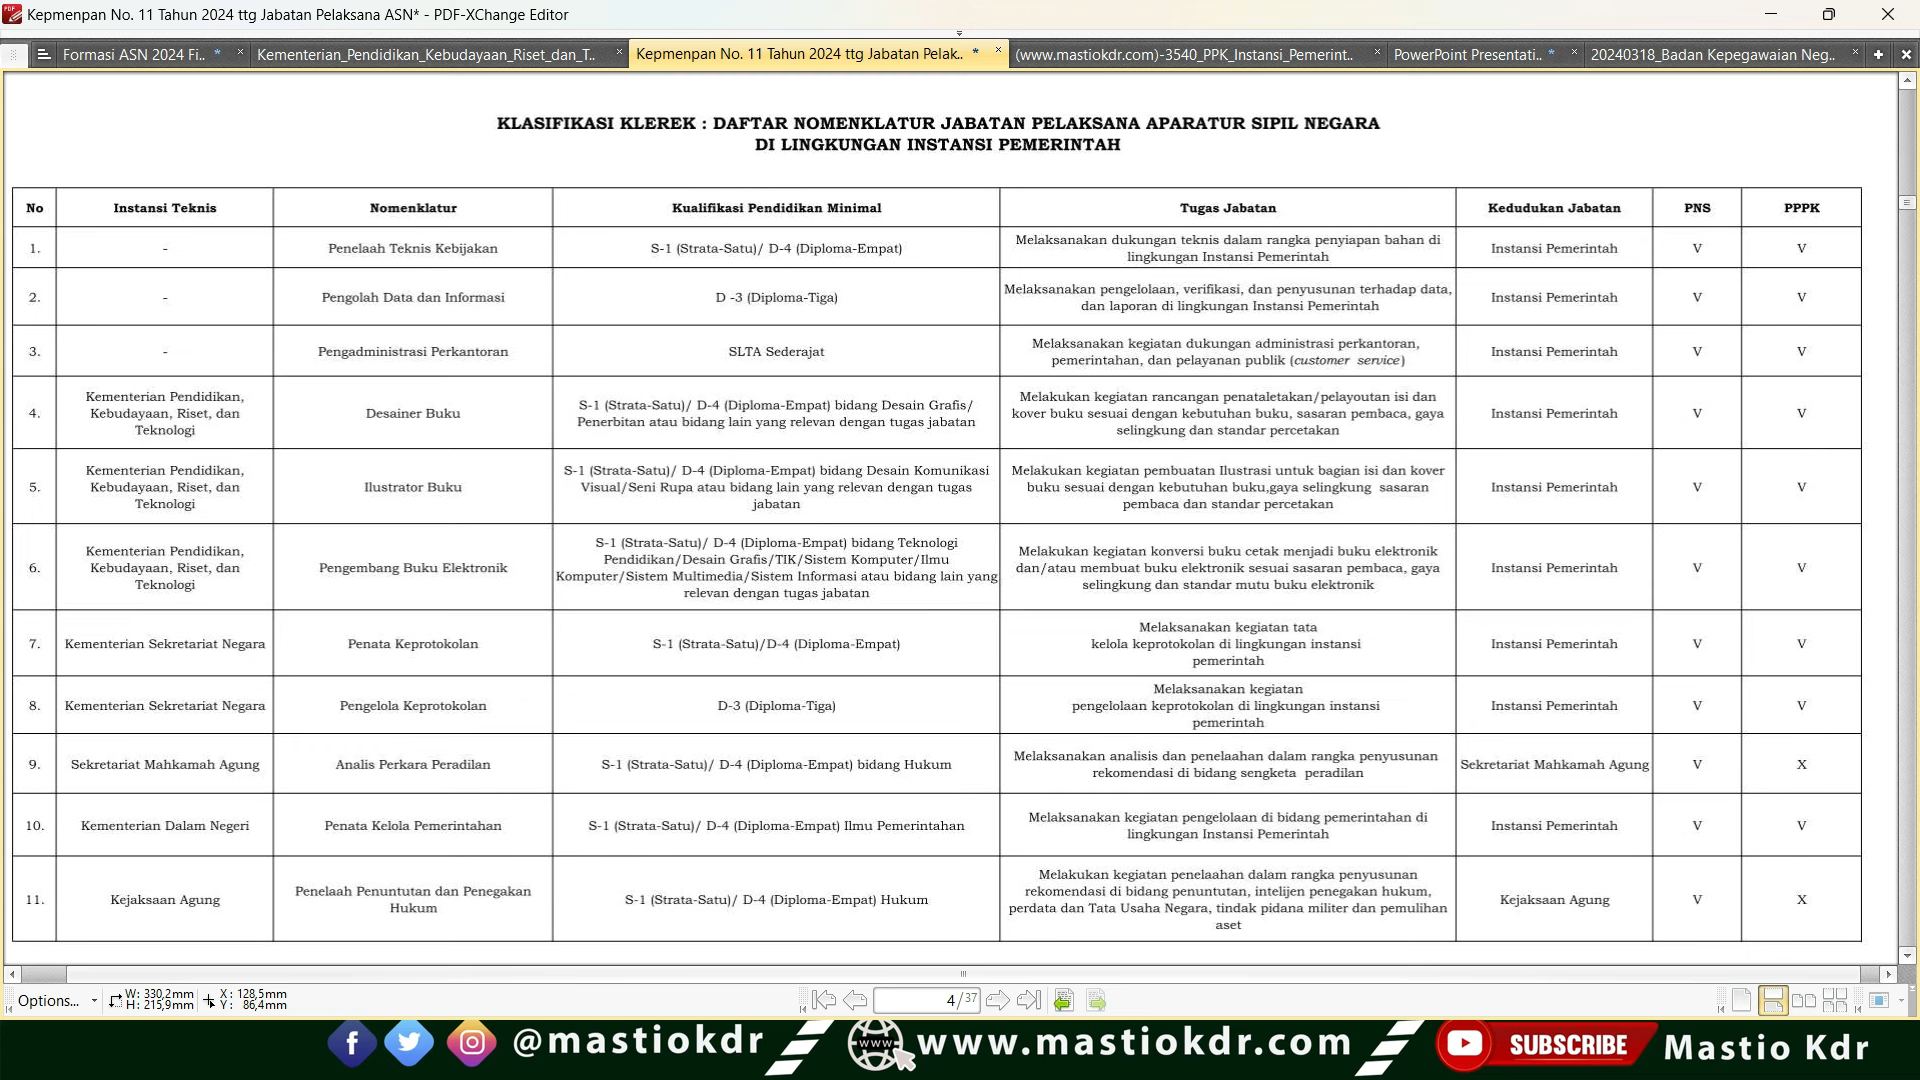 Kepmenpan No. 11 Tahun 2024 ttg Jabatan Pelaksana ASN* - PDF-XChange Editor
Formasi ASN 2024 Fi.. *
Kementerian_Pendidikan_Kebudayaan_Riset_dan_T..
Kepmenpan No. 11 Tahun 2024 ttg Jabatan Pelak.. *
(www.mastiokdr.com)-3540_PPK_Instansi_Pemerint..
PowerPoint Presentati.. *
20240318_Badan Kepegawaian Neg..
KLASIFIKASI KLEREK : DAFTAR NOMENKLATUR JABATAN PELAKSANA APARATUR SIPIL NEGARA
DI LINGKUNGAN INSTANSI PEMERINTAH
No Instansi Teknis Nomenklatur Kualifikasi Pendidikan Minimal Tugas Jabatan Kedudukan Jabatan PNS PPPK
1. - Penelaah Teknis Kebijakan S-1 (Strata-Satu)/ D-4 (Diploma-Empat)
Melaksanakan dukungan teknis dalam rangka penyiapan bahan di
lingkungan Instansi Pemerintah
Instansi Pemerintah V V
2. - Pengolah Data dan Informasi D -3 (Diploma-Tiga)
Melaksanakan pengelolaan, verifikasi, dan penyusunan terhadap data,
dan laporan di lingkungan Instansi Pemerintah
Instansi Pemerintah V V
3. - Pengadministrasi Perkantoran SLTA Sederajat
Melaksanakan kegiatan dukungan administrasi perkantoran,
pemerintahan, dan pelayanan publik (customer service)
Instansi Pemerintah V V
4.
Kementerian Pendidikan,
Kebudayaan, Riset, dan
Teknologi
Desainer Buku
S-1 (Strata-Satu)/ D-4 (Diploma-Empat) bidang Desain Grafis/
Penerbitan atau bidang lain yang relevan dengan tugas jabatan
Melakukan kegiatan rancangan penataletakan/pelayoutan isi dan
kover buku sesuai dengan kebutuhan buku, sasaran pembaca, gaya
selingkung dan standar percetakan
Instansi Pemerintah V V
5.
Kementerian Pendidikan,
Kebudayaan, Riset, dan
Teknologi
Ilustrator Buku
S-1 (Strata-Satu)/ D-4 (Diploma-Empat) bidang Desain Komunikasi
Visual/Seni Rupa atau bidang lain yang relevan dengan tugas
jabatan
Melakukan kegiatan pembuatan Ilustrasi untuk bagian isi dan kover
buku sesuai dengan kebutuhan buku,gaya selingkung sasaran
pembaca dan standar percetakan
Instansi Pemerintah V V
6.
Kementerian Pendidikan,
Kebudayaan, Riset, dan
Teknologi
Pengembang Buku Elektronik
S-1 (Strata-Satu)/ D-4 (Diploma-Empat) bidang Teknologi
Pendidikan/Desain Grafis/TIK/Sistem Komputer/Ilmu
Komputer/Sistem Multimedia/Sistem Informasi atau bidang lain yang
relevan dengan tugas jabatan
Melakukan kegiatan konversi buku cetak menjadi buku elektronik
dan/atau membuat buku elektronik sesuai sasaran pembaca, gaya
selingkung dan standar mutu buku elektronik
Instansi Pemerintah V V
7. Kementerian Sekretariat Negara Penata Keprotokolan S-1 (Strata-Satu)/D-4 (Diploma-Empat)
Melaksanakan kegiatan tata
kelola keprotokolan di lingkungan instansi
pemerintah
Instansi Pemerintah V V
8. Kementerian Sekretariat Negara Pengelola Keprotokolan D-3 (Diploma-Tiga)
Melaksanakan kegiatan
pengelolaan keprotokolan di lingkungan instansi
pemerintah
Instansi Pemerintah V V
9. Sekretariat Mahkamah Agung Analis Perkara Peradilan S-1 (Strata-Satu)/ D-4 (Diploma-Empat) bidang Hukum
Melaksanakan analisis dan penelaahan dalam rangka penyusunan
rekomendasi di bidang sengketa peradilan
Sekretariat Mahkamah Agung V X
10. Kementerian Dalam Negeri Penata Kelola Pemerintahan S-1 (Strata-Satu)/ D-4 (Diploma-Empat) Ilmu Pemerintahan
Melaksanakan kegiatan pengelolaan di bidang pemerintahan di
lingkungan Instansi Pemerintah
Instansi Pemerintah V V
11. Kejaksaan Agung
Penelaah Penuntutan dan Penegakan
Hukum
S-1 (Strata-Satu)/ D-4 (Diploma-Empat) Hukum
Melakukan kegiatan penelaahan dalam rangka penyusunan
rekomendasi di bidang penuntutan, intelijen penegakan hukum,
perdata dan Tata Usaha Negara, tindak pidana militer dan pemulihan
aset
Kejaksaan Agung V X
Options...
W: 330,2mm
H: 215,9mm
X: 128,5mm
Y: 86,4mm
4 / 37
@mastiokdr
www
www.mastiokdr.com
SUBSCRIBE
Mastio Kdr